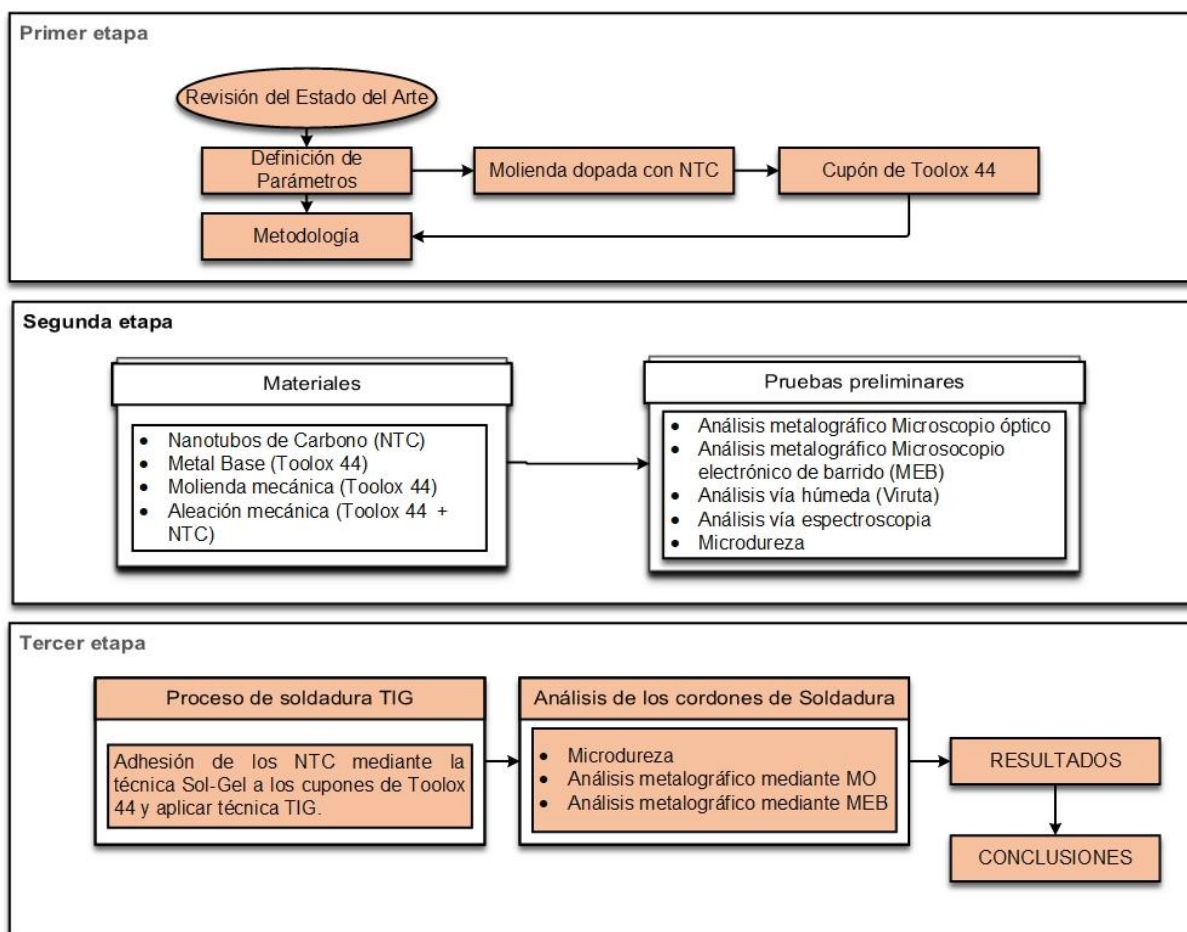 Primer etapa
Revisión del Estado del Arte
Definición de
Parámetros
Molienda dopada con NTC
Cupón de Toolox 44
Metodología
Segunda etapa
Materiales
• Nanotubos de Carbono (NTC)
• Metal Base (Toolox 44)
• Molienda mecánica (Toolox 44)
• Aleación mecánica (Toolox 44 +
NTC)
Pruebas preliminares
• Análisis metalográfico Microscopio óptico
• Análisis metalográfico Microsocopio
electrónico de barrido (MEB)
• Análisis vía húmeda (Viruta)
• Análisis vía espectroscopia
• Microdureza
Tercer etapa
Proceso de soldadura TIG
Adhesión de los NTC mediante la
técnica Sol-Gel a los cupones de Toolox
44 y aplicar técnica TIG.
Análisis de los cordones de Soldadura
• Microdureza
• Análisis metalográfico mediante MO
• Análisis metalográfico mediante MEB
RESULTADOS
CONCLUSIONES